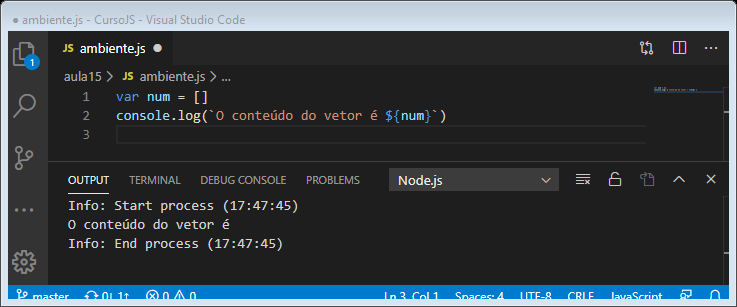 ● ambiente.js - CursoJS - Visual Studio Code
JS ambiente.js ●
aula15 > JS ambiente.js > ...
1 var num = []
2 console.log(`O conteúdo do vetor é ${num}`)
3
OUTPUT TERMINAL DEBUG CONSOLE PROBLEMS Node.js
Info: Start process (17:47:45)
O conteúdo do vetor é
Info: End process (17:47:45)
master 0↓ 1↑ 0 0 Ln 3, Col 1 Spaces: 4 UTF-8 CRLF JavaScript